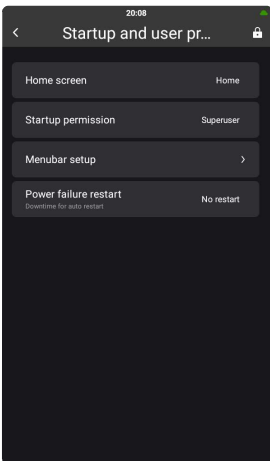 20:08
Startup and user pr...
Home screen Home
Startup permission Superuser
Menubar setup
Power failure restart
Downtime for auto restart
No restart